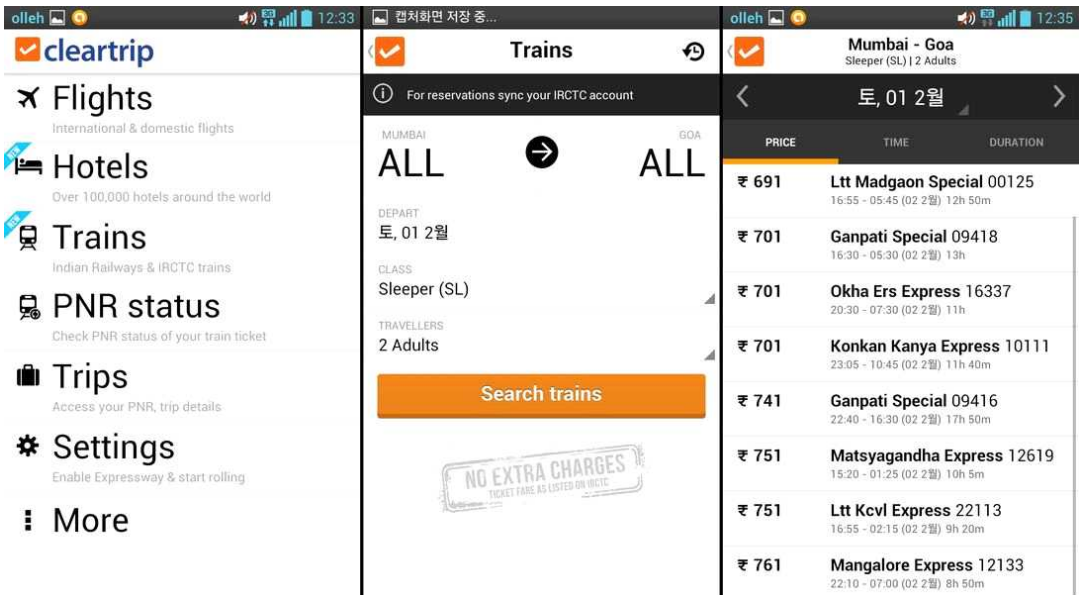 olleh 3G 12:33
cleartrip
Flights
International & domestic flights
NEW
Hotels
Over 100,000 hotels around the world
NEW
Trains
Indian Railways & IRCTC trains
PNR status
Check PNR status of your train ticket
Trips
Access your PNR, trip details
Settings
Enable Expressway & start rolling
More
캡처화면 저장 중...
Trains
For reservations sync your IRCTC account
MUMBAI GOA
ALL ALL
DEPART
토, 01 2월
CLASS
Sleeper (SL)
TRAVELLERS
2 Adults
Search trains
NO EXTRA CHARGES
TICKET FARE AS LISTED ON IRCTC
olleh 3G 12:35
Mumbai - Goa
Sleeper (SL) | 2 Adults
토, 01 2월
PRICE TIME DURATION
₹ 691 Ltt Madgaon Special 00125
16:55 - 05:45 (02 2월) 12h 50m
₹ 701 Ganpati Special 09418
16:30 - 05:30 (02 2월) 13h
₹ 701 Okha Ers Express 16337
20:30 - 07:30 (02 2월) 11h
₹ 701 Konkan Kanya Express 10111
23:05 - 10:45 (02 2월) 11h 40m
₹ 741 Ganpati Special 09416
22:40 - 16:30 (02 2월) 17h 50m
₹ 751 Matsyagandha Express 12619
15:20 - 01:25 (02 2월) 10h 5m
₹ 751 Ltt Kcvl Express 22113
16:55 - 02:15 (02 2월) 9h 20m
₹ 761 Mangalore Express 12133
22:10 - 07:00 (02 2월) 8h 50m